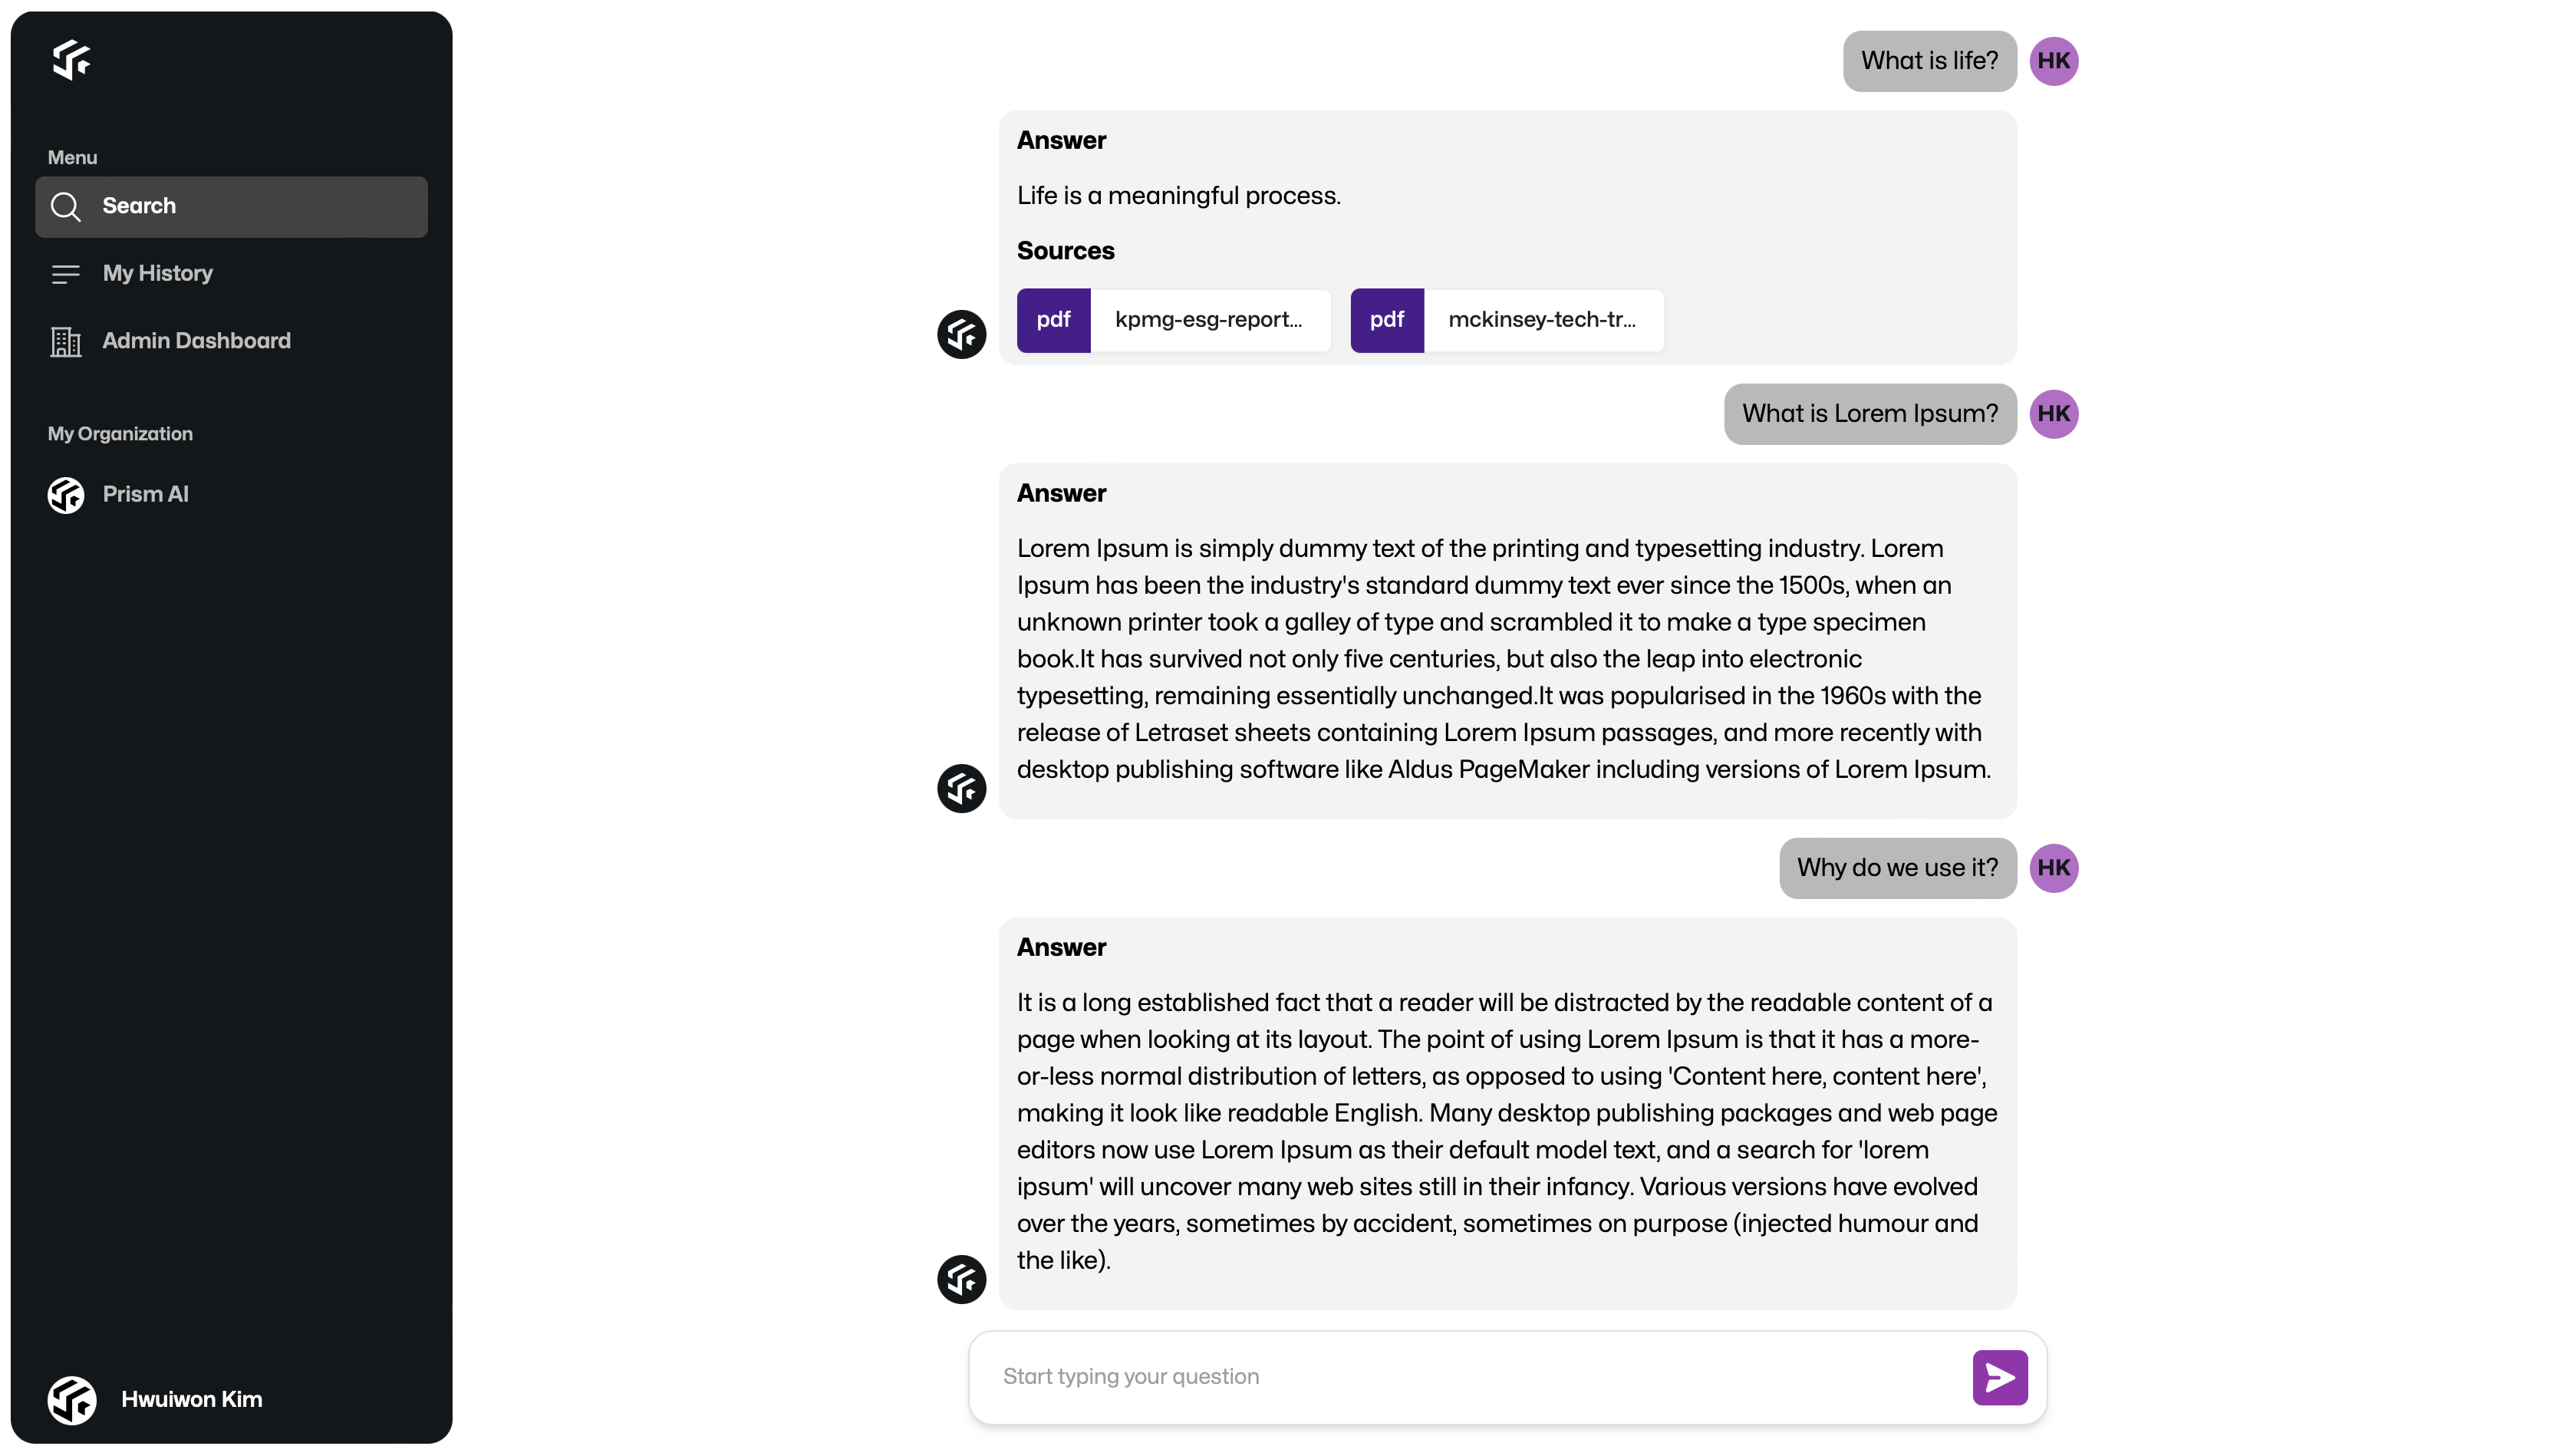 Menu
Search
My History
Admin Dashboard
My Organization
Prism AI
Hwuiwon Kim
What is life?
HK
Answer
Life is a meaningful process.
Sources
pdf kpmg-esg-report...
pdf mckinsey-tech-tr...
What is Lorem Ipsum?
HK
Answer
Lorem Ipsum is simply dummy text of the printing and typesetting industry. Lorem
Ipsum has been the industry's standard dummy text ever since the 1500s, when an
unknown printer took a galley of type and scrambled it to make a type specimen
book.It has survived not only five centuries, but also the leap into electronic
typesetting, remaining essentially unchanged.It was popularised in the 1960s with the
release of Letraset sheets containing Lorem Ipsum passages, and more recently with
desktop publishing software like Aldus PageMaker including versions of Lorem Ipsum.
Why do we use it?
HK
Answer
It is a long established fact that a reader will be distracted by the readable content of a
page when looking at its layout. The point of using Lorem Ipsum is that it has a more-
or-less normal distribution of letters, as opposed to using 'Content here, content here',
making it look like readable English. Many desktop publishing packages and web page
editors now use Lorem Ipsum as their default model text, and a search for 'lorem
ipsum' will uncover many web sites still in their infancy. Various versions have evolved
over the years, sometimes by accident, sometimes on purpose (injected humour and
the like).
Start typing your question